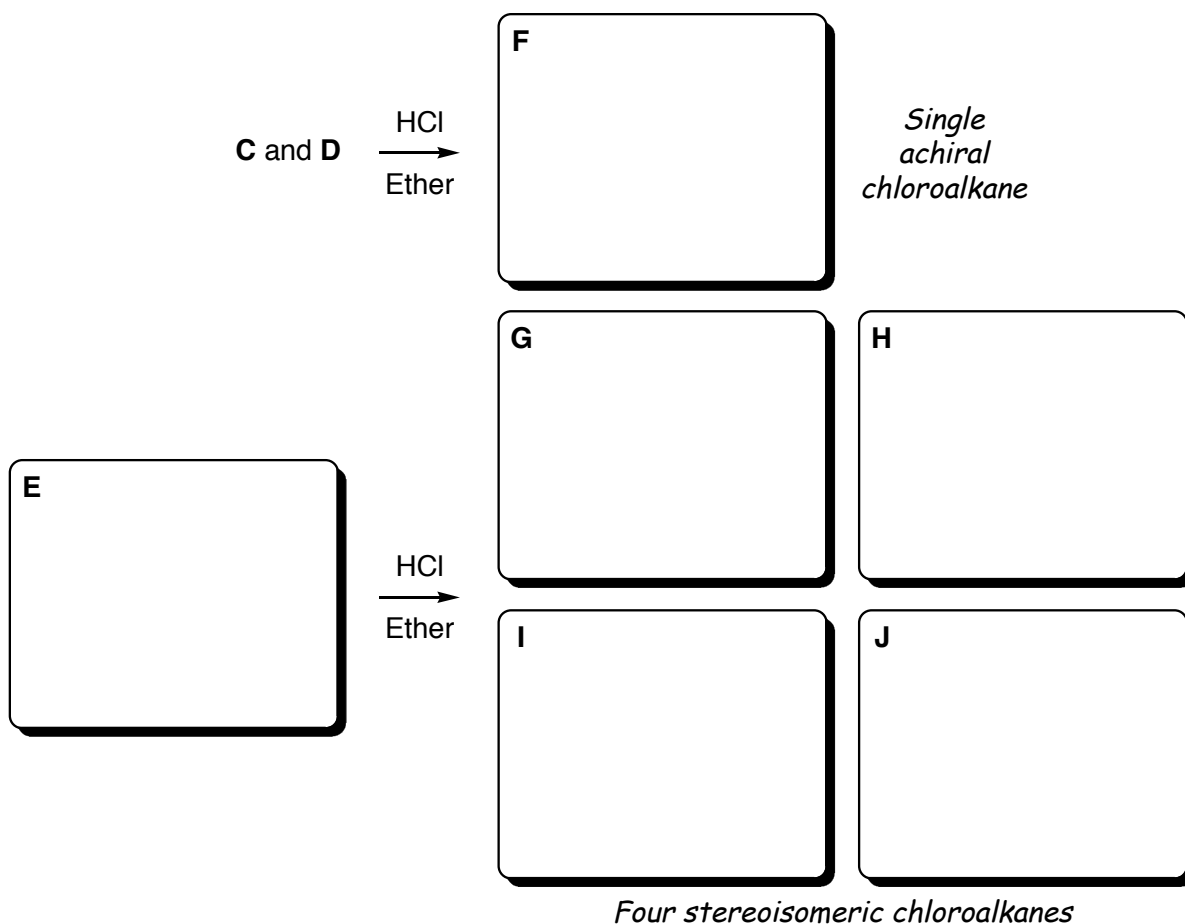 F
C and D
HCl
Ether
Single
achiral
chloroalkane
G
H
E
HCl
Ether
I
J
Four stereoisomeric chloroalkanes